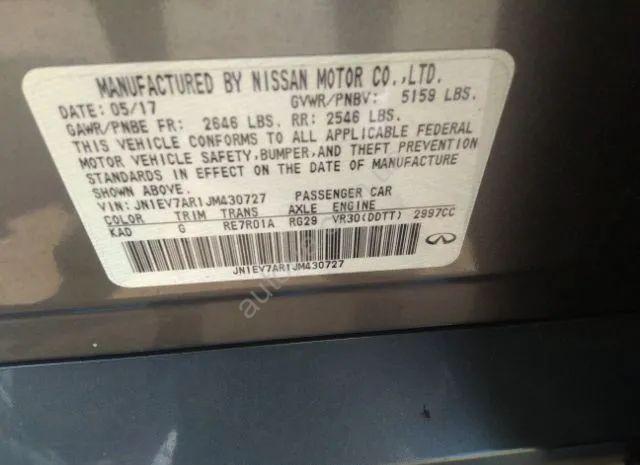 MANUFACTURED BY NISSAN MOTOR CO.,LTD.
DATE: 05/17 GVWR/PNBV: 5159 LBS.
GAWR/PNBE FR: 2646 LBS. RR: 2546 LBS.
THIS VEHICLE CONFORMS TO ALL APPLICABLE FEDERAL
MOTOR VEHICLE SAFETY,BUMPER,AND THEFT PREVENTION
STANDARDS IN EFFECT ON THE DATE OF MANUFACTURE
SHOWN ABOVE.
VIN: JN1EV7AR1JM430727 PASSENGER CAR
COLOR TRIM TRANS AXLE ENGINE
KAD G RE7R01A RG29 VR30(DDTT) 2997CC
JN1EV7AR1JM430727